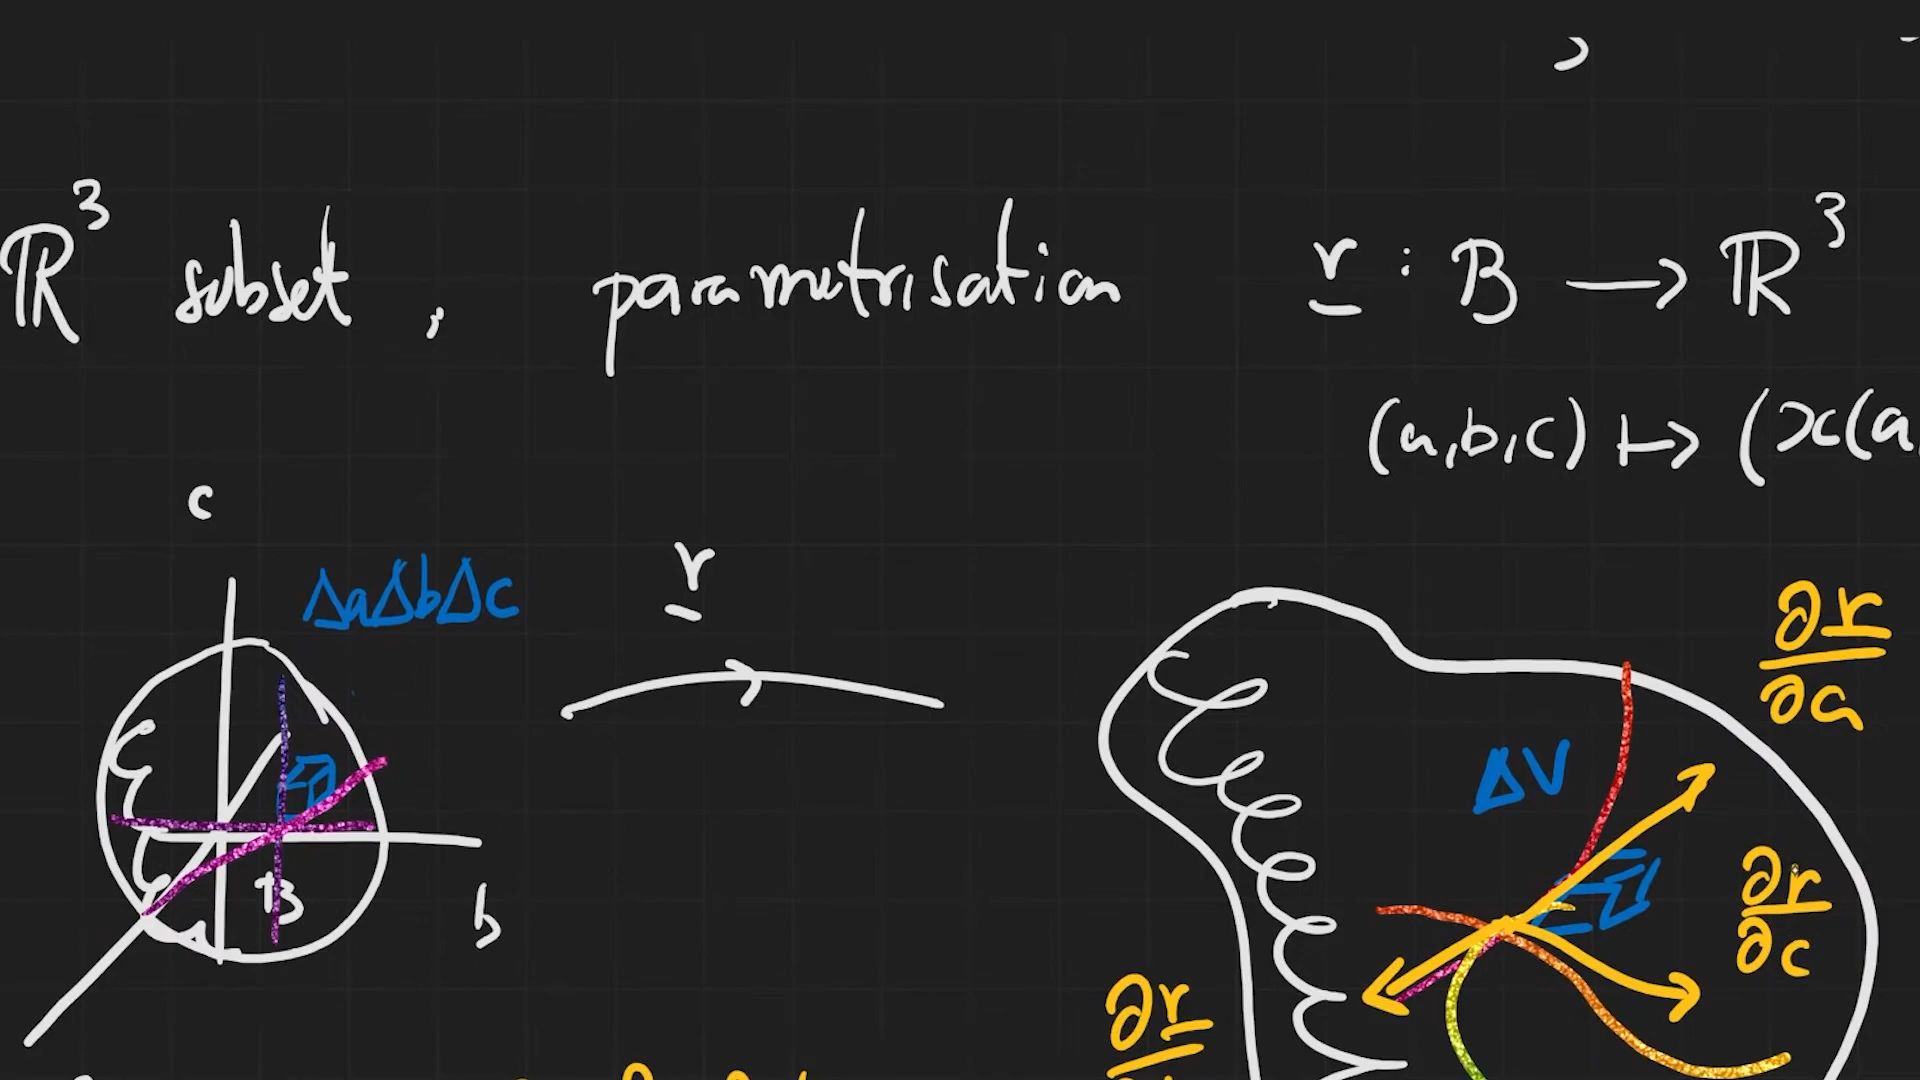 ℝ³ subset, parametrisation r̲ : B → ℝ³
(a,b,c) ↦ (x(a,
c
ΔaΔbΔc
r̲
∂r̲/∂a
ΔV
B
b
∂r̲/∂c
∂r̲/